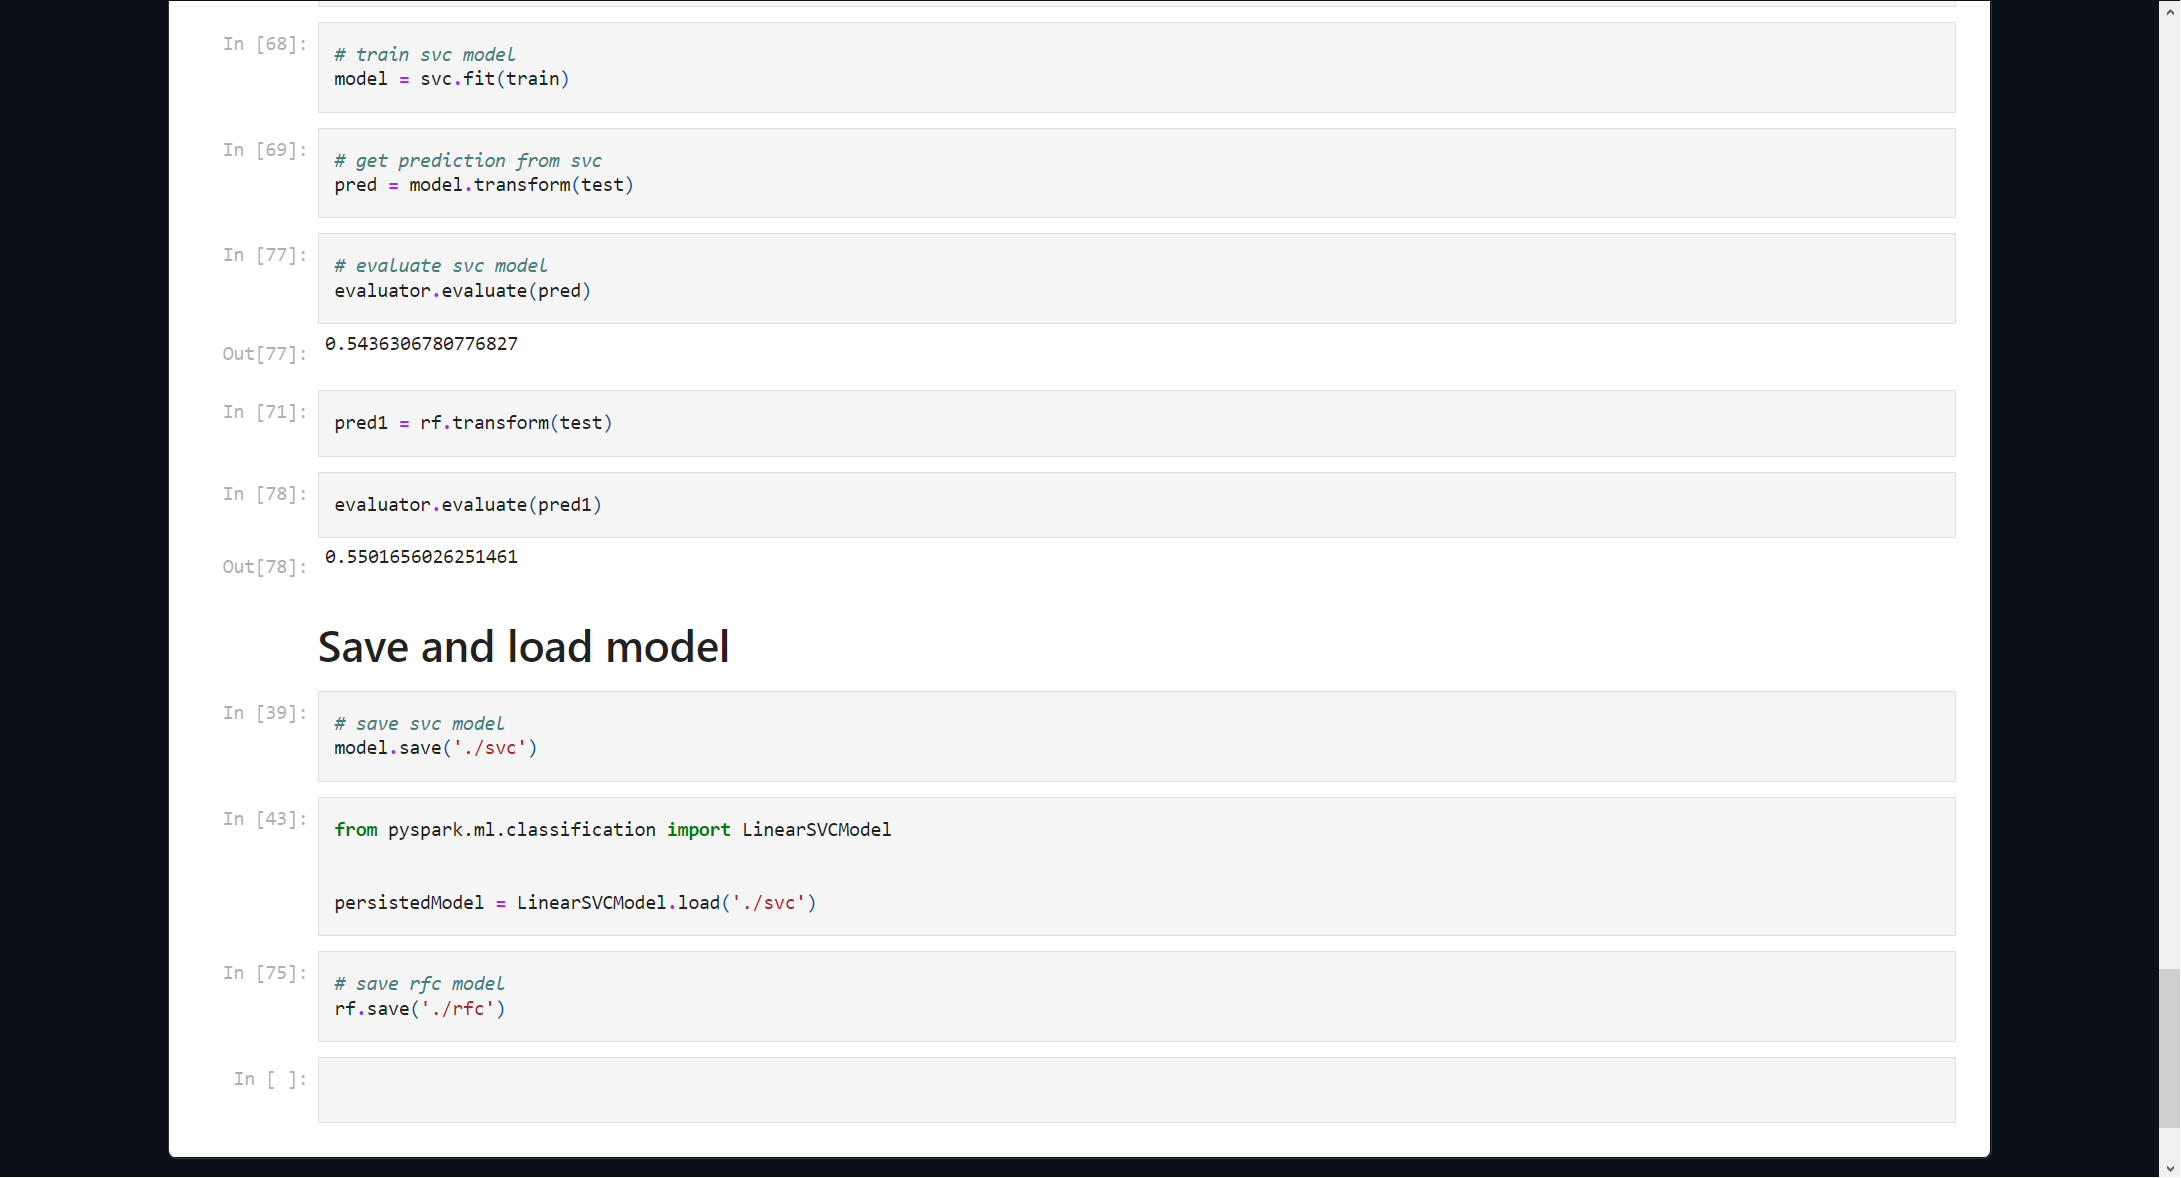 In [68]:
# train svc model
model = svc.fit(train)
In [69]:
# get prediction from svc
pred = model.transform(test)
In [77]:
# evaluate svc model
evaluator.evaluate(pred)
Out[77]:
0.5436306780776827
In [71]:
pred1 = rf.transform(test)
In [78]:
evaluator.evaluate(pred1)
Out[78]:
0.5501656026251461
Save and load model
In [39]:
# save svc model
model.save('./svc')
In [43]:
from pyspark.ml.classification import LinearSVCModel
persistedModel = LinearSVCModel.load('./svc')
In [75]:
# save rfc model
rf.save('./rfc')
In [ ]: